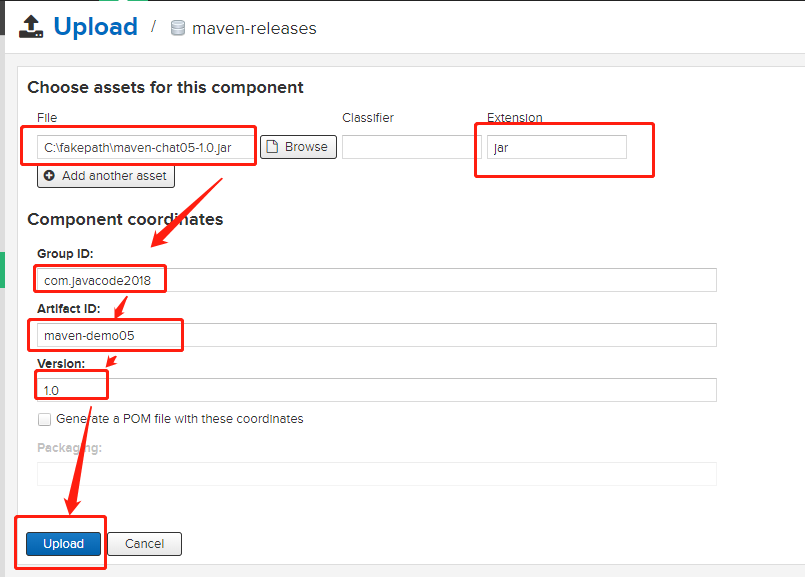 Upload / maven-releases
Choose assets for this component
File Classifier Extension
C:\fakepath\maven-chat05-1.0.jar Browse jar
Add another asset
Component coordinates
Group ID:
com.javacode2018
Artifact ID:
maven-demo05
Version:
1.0
Generate a POM file with these coordinates
Packaging:
Upload Cancel